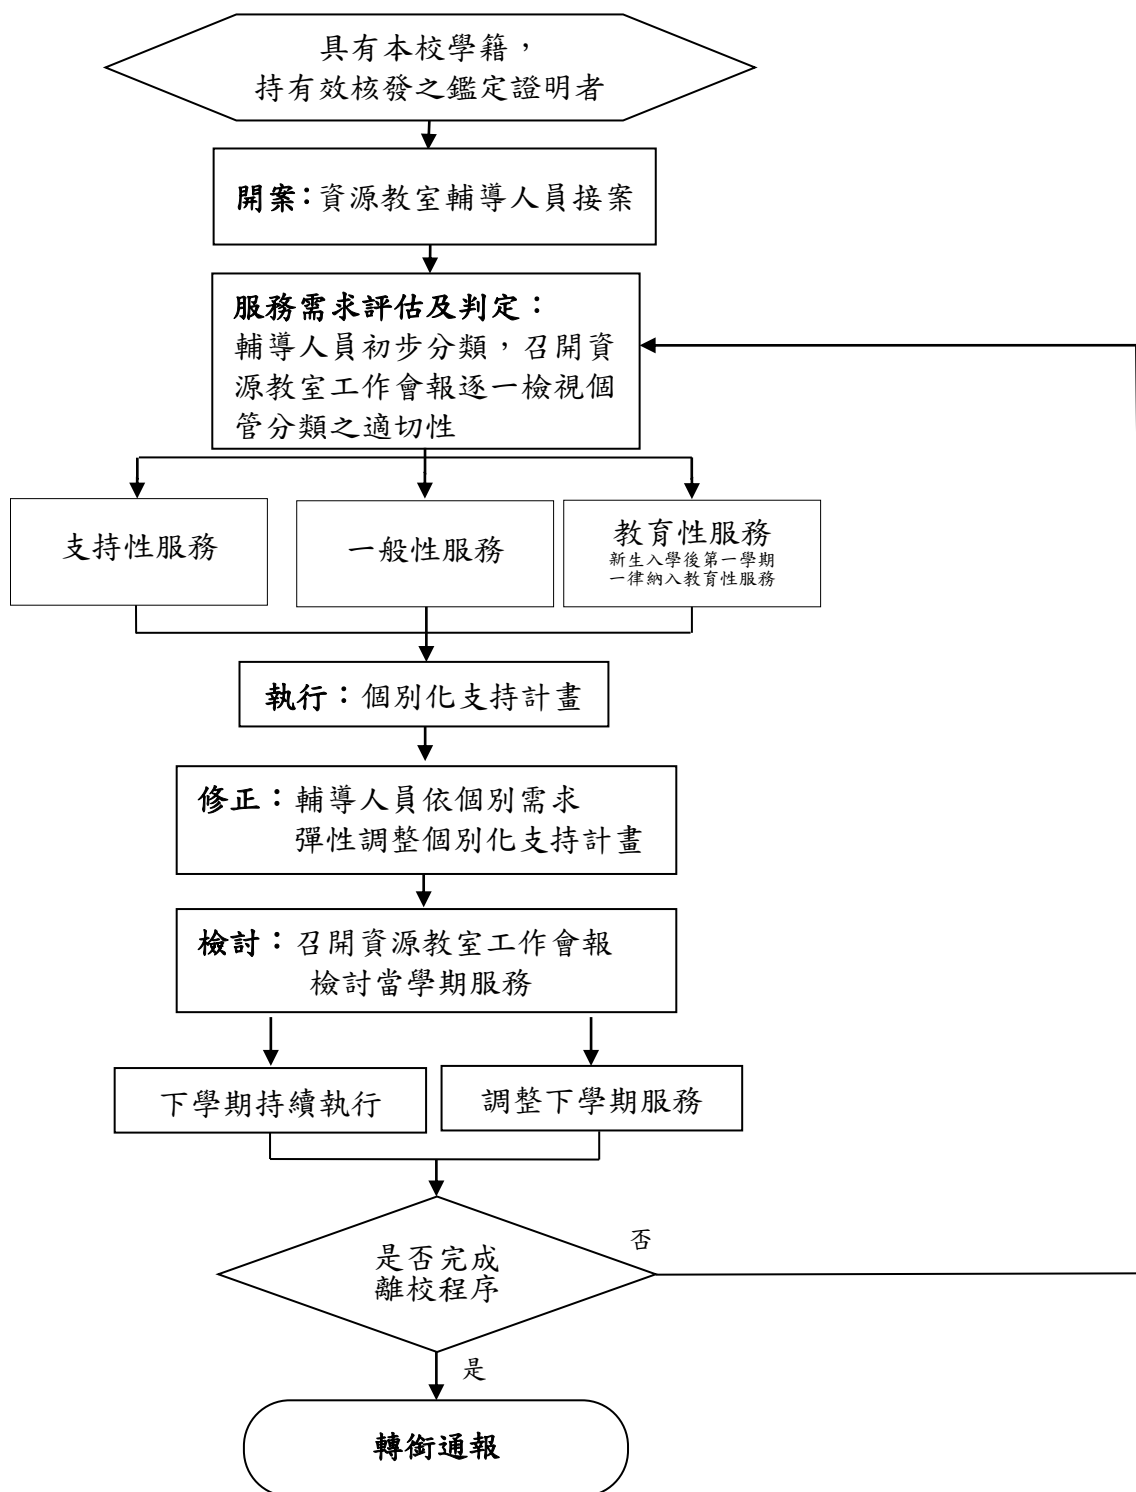 具有本校學籍，
持有效核發之鑑定證明者
開案：資源教室輔導人員接案
服務需求評估及判定：
輔導人員初步分類，召開資
源教室工作會報逐一檢視個
管分類之適切性
支持性服務
一般性服務
教育性服務
新生入學後第一學期
一律納入教育性服務
執行：個別化支持計畫
修正：輔導人員依個別需求
彈性調整個別化支持計畫
檢討：召開資源教室工作會報
檢討當學期服務
下學期持續執行
調整下學期服務
是否完成
離校程序
否
是
轉銜通報